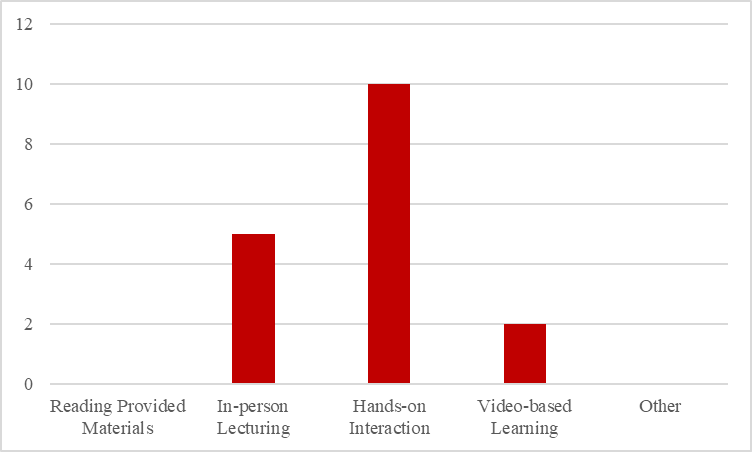 12
10
8
6
4
2
0
Reading Provided
Materials
In-person
Lecturing
Hands-on
Interaction
Video-based
Learning
Other